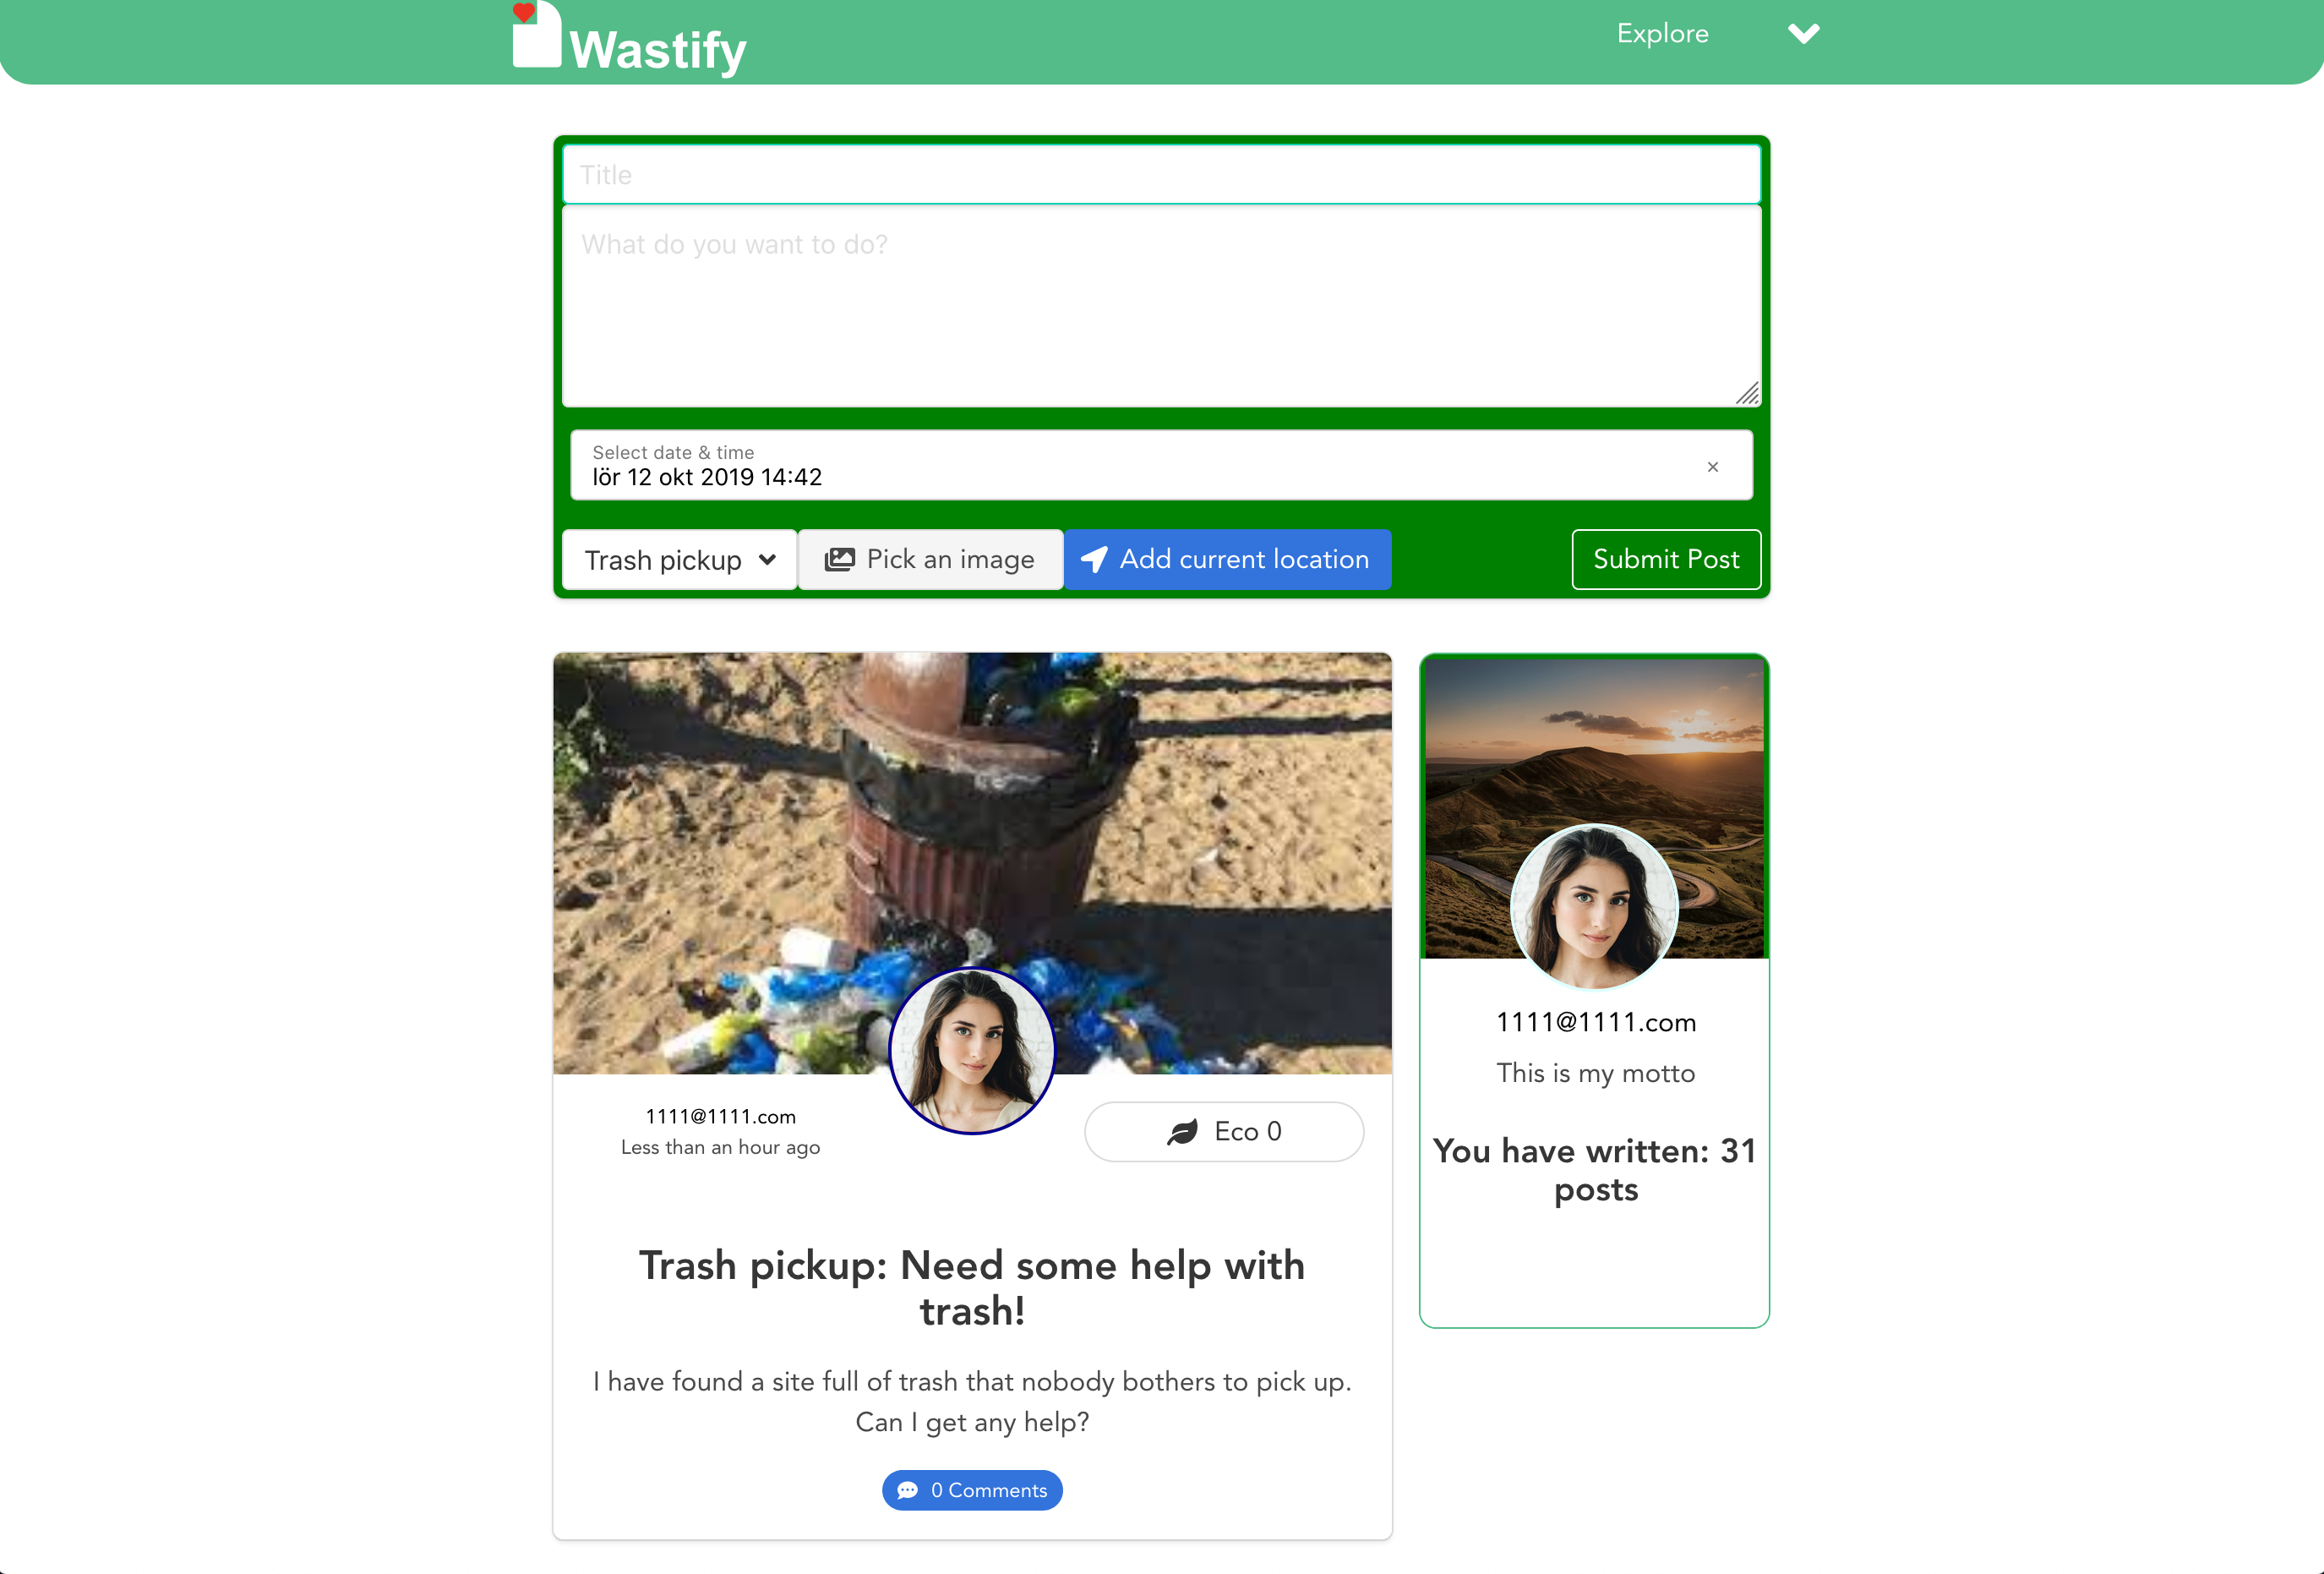 Wastify
Explore
Title
What do you want to do?
Select date & time
lör 12 okt 2019 14:42
×
Trash pickup
Pick an image
Add current location
Submit Post
1111@1111.com
Less than an hour ago
Eco 0
Trash pickup: Need some help with
trash!
I have found a site full of trash that nobody bothers to pick up.
Can I get any help?
0 Comments
1111@1111.com
This is my motto
You have written: 31
posts